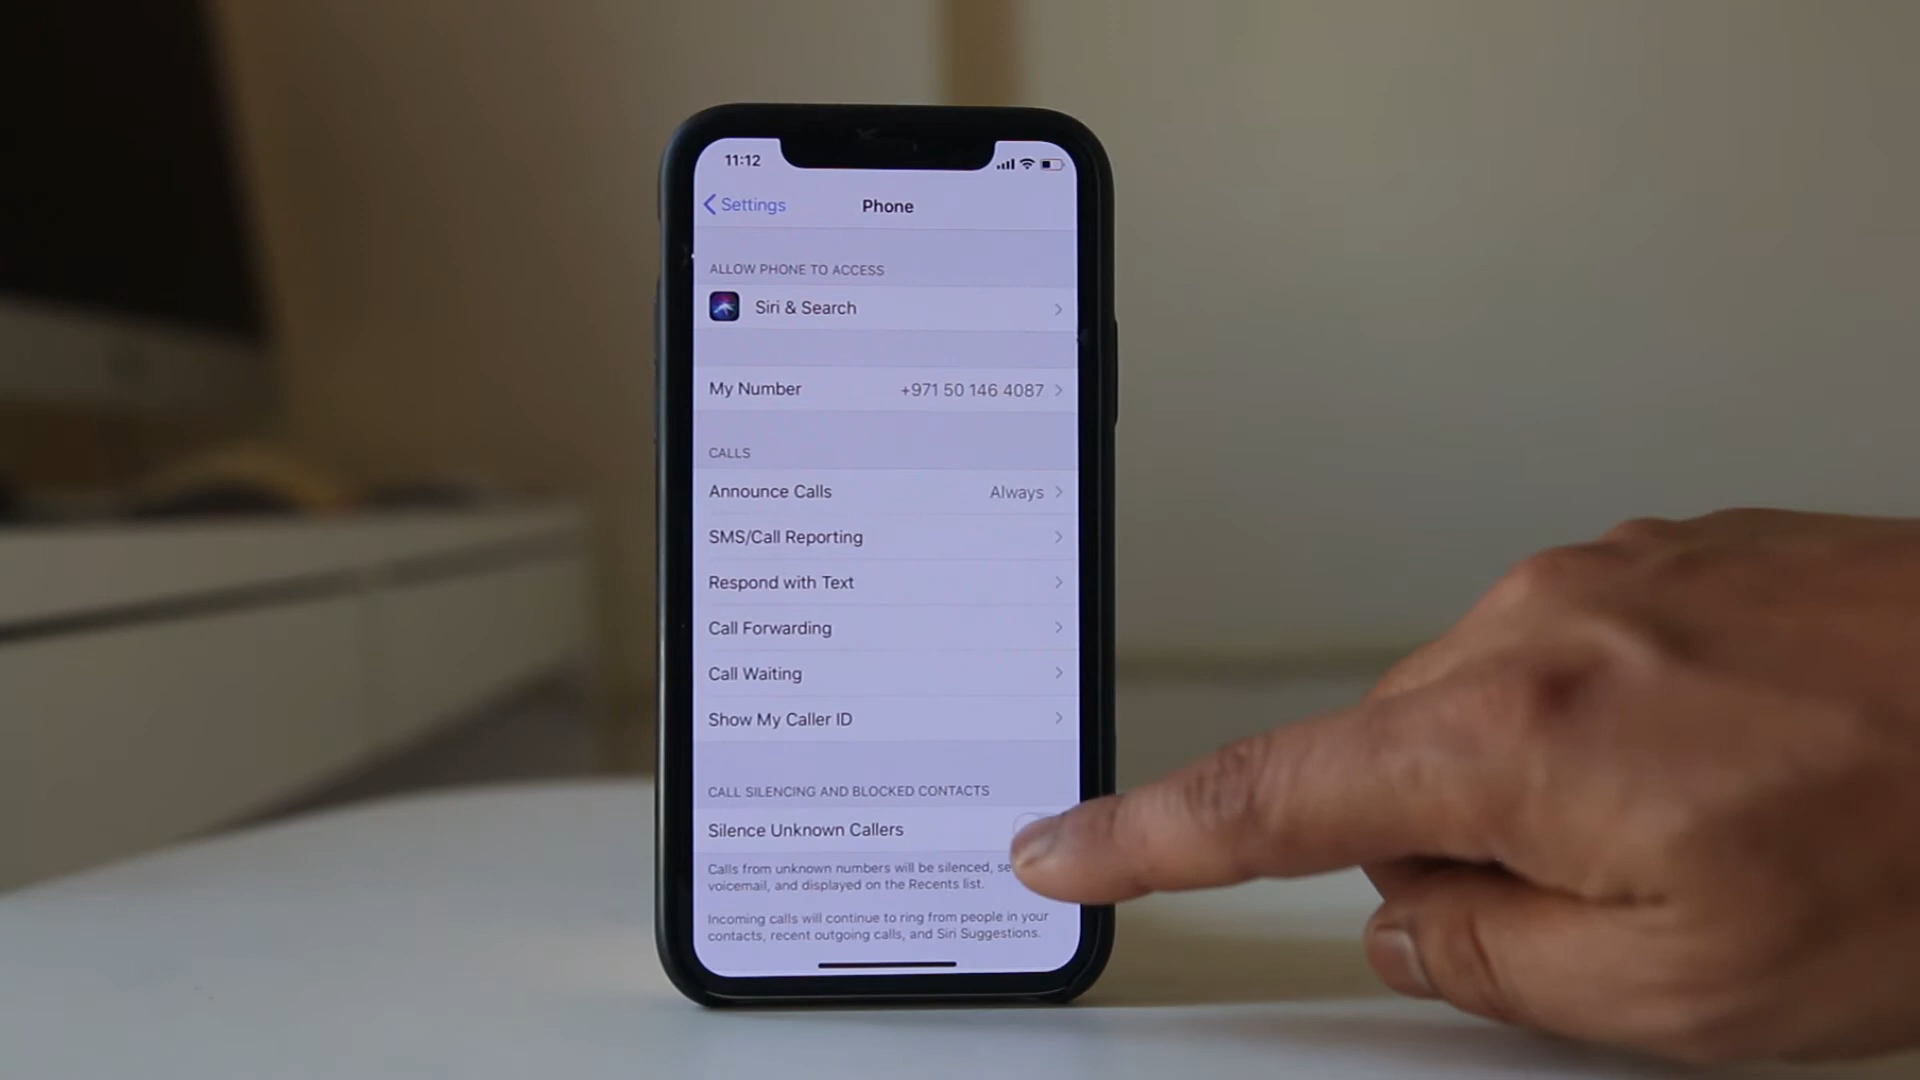 11:12
Settings
Phone
ALLOW PHONE TO ACCESS
Siri & Search
My Number +971 50 146 4087
CALLS
Announce Calls Always
SMS/Call Reporting
Respond with Text
Call Forwarding
Call Waiting
Show My Caller ID
CALL SILENCING AND BLOCKED CONTACTS
Silence Unknown Callers
Calls from unknown numbers will be silenced,
voicemail, and displayed on the Recents list.
Incoming calls will continue to ring from people in your
contacts, recent outgoing calls, and Siri Suggestions.